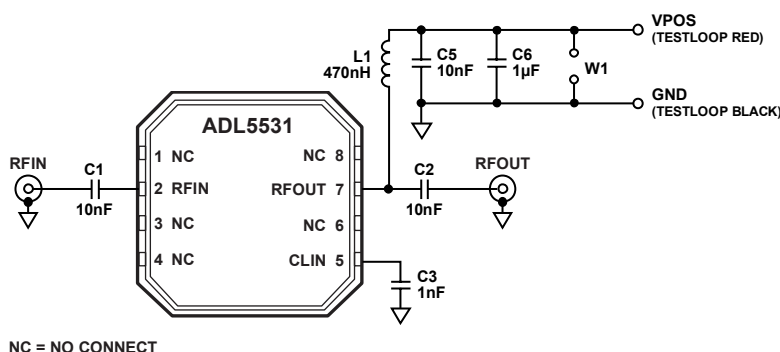 VPOS
(TESTLOOP RED)
L1
470nH
C5
10nF
C6
1µF
W1
GND
(TESTLOOP BLACK)
ADL5531
1 NC
NC 8
RFIN
C1
10nF
2 RFIN
RFOUT 7
C2
10nF
RFOUT
3 NC
NC 6
4 NC
CLIN 5
C3
1nF
NC = NO CONNECT